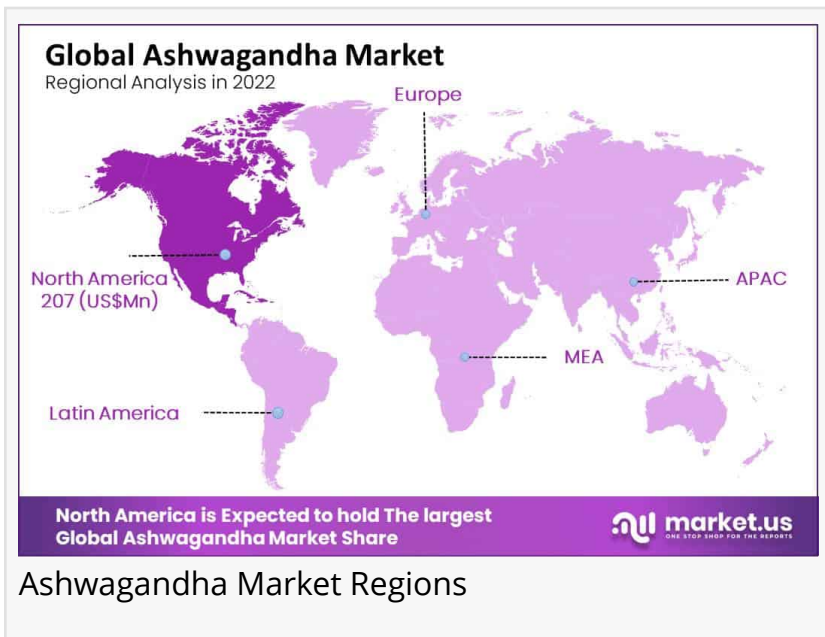 Global Ashwagandha Market
Regional Analysis in 2022
Europe
North America
207 (US$Mn)
APAC
MEA
Latin America
North America is Expected to hold The largest
Global Ashwagandha Market Share
market.us
ONE STOP SHOP FOR THE REPORTS
Ashwagandha Market Regions